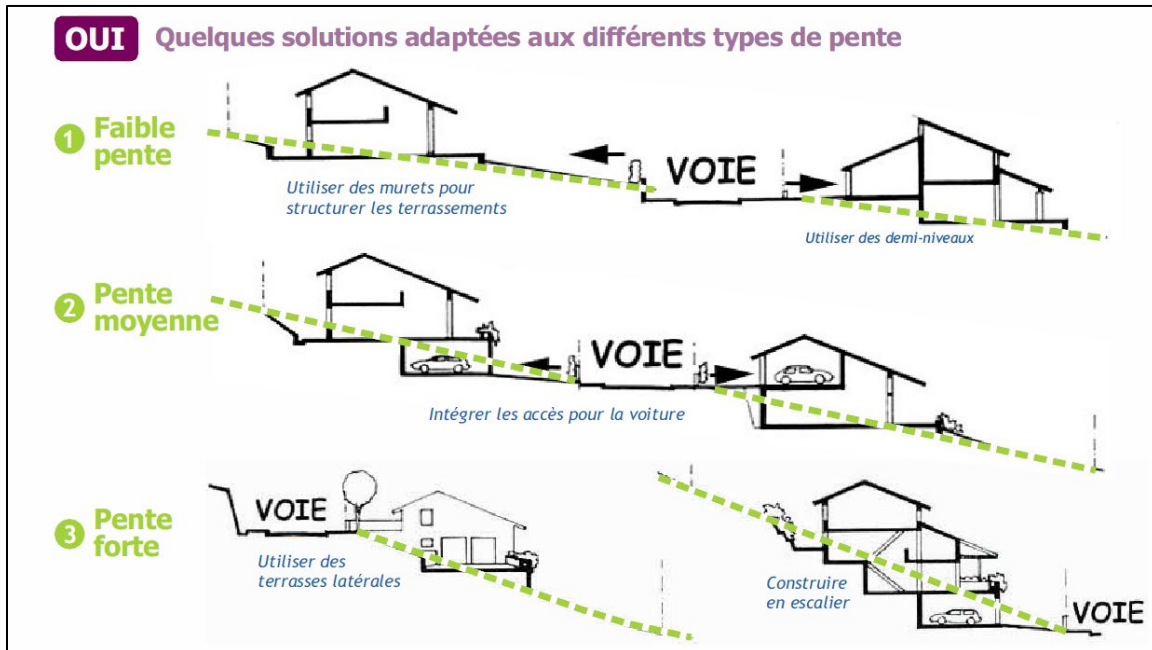 OUI Quelques solutions adaptées aux différents types de pente
1 Faible
pente
VOIE
Utiliser des murets pour
structurer les terrassements
Utiliser des demi-niveaux
2 Pente
moyenne
VOIE
Intégrer les accès pour la voiture
3 Pente
forte
VOIE
Utiliser des
terrasses latérales
Construire
en escalier
VOIE